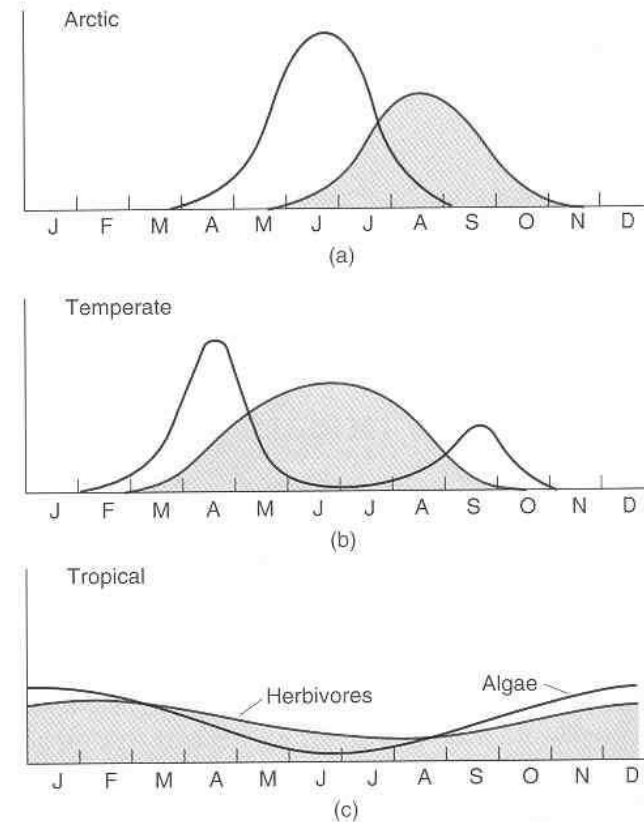 Arctic
J F M A M J J A S O N D
(a)
Temperate
J F M A M J J A S O N D
(b)
Tropical
Herbivores Algae
J F M A M J J A S O N D
(c)